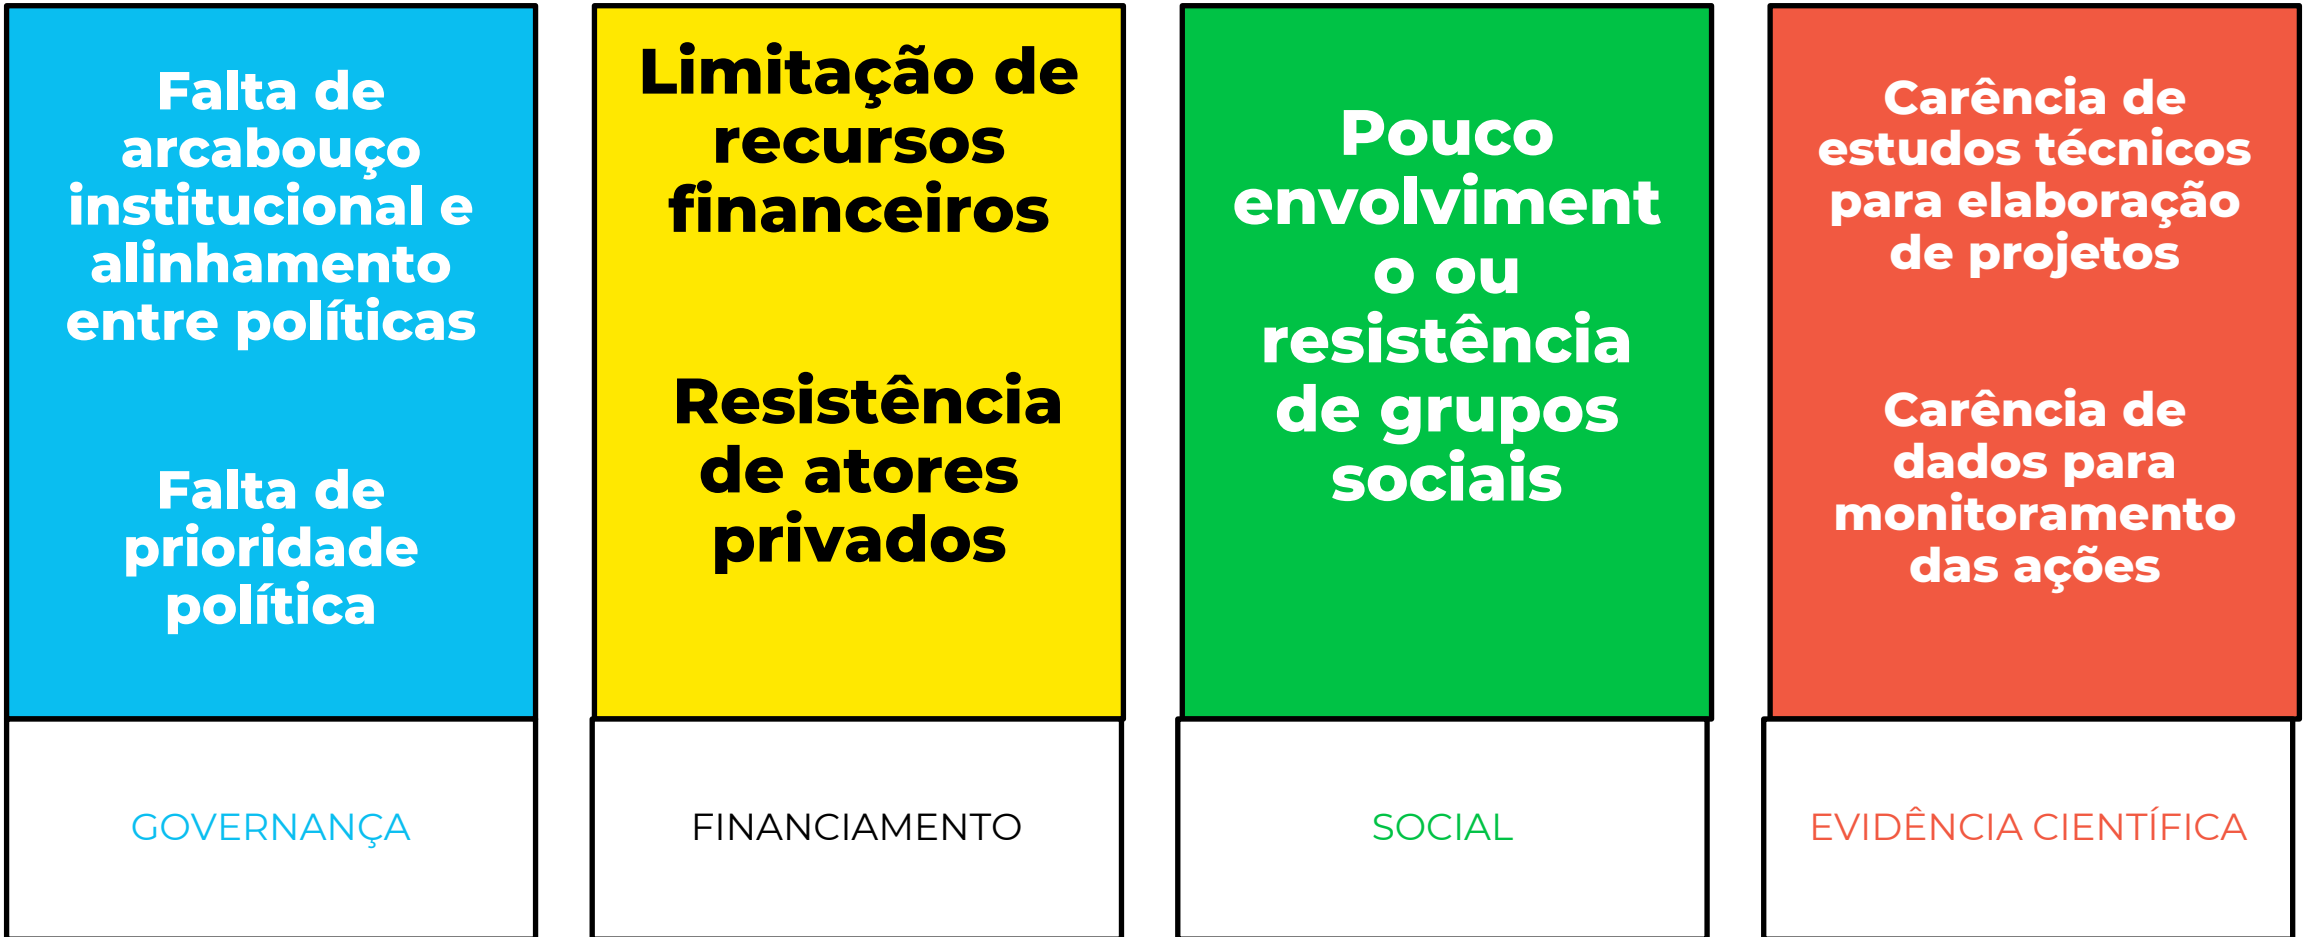 Falta de
arcabouço
institucional e
alinhamento
entre políticas
Falta de
prioridade
política
GOVERNANÇA
Limitação de
recursos
financeiros
Resistência
de atores
privados
FINANCIAMENTO
Pouco
envolviment
o ou
resistência
de grupos
sociais
SOCIAL
Carência de
estudos técnicos
para elaboração
de projetos
Carência de
dados para
monitoramento
das ações
EVIDÊNCIA CIENTÍFICA